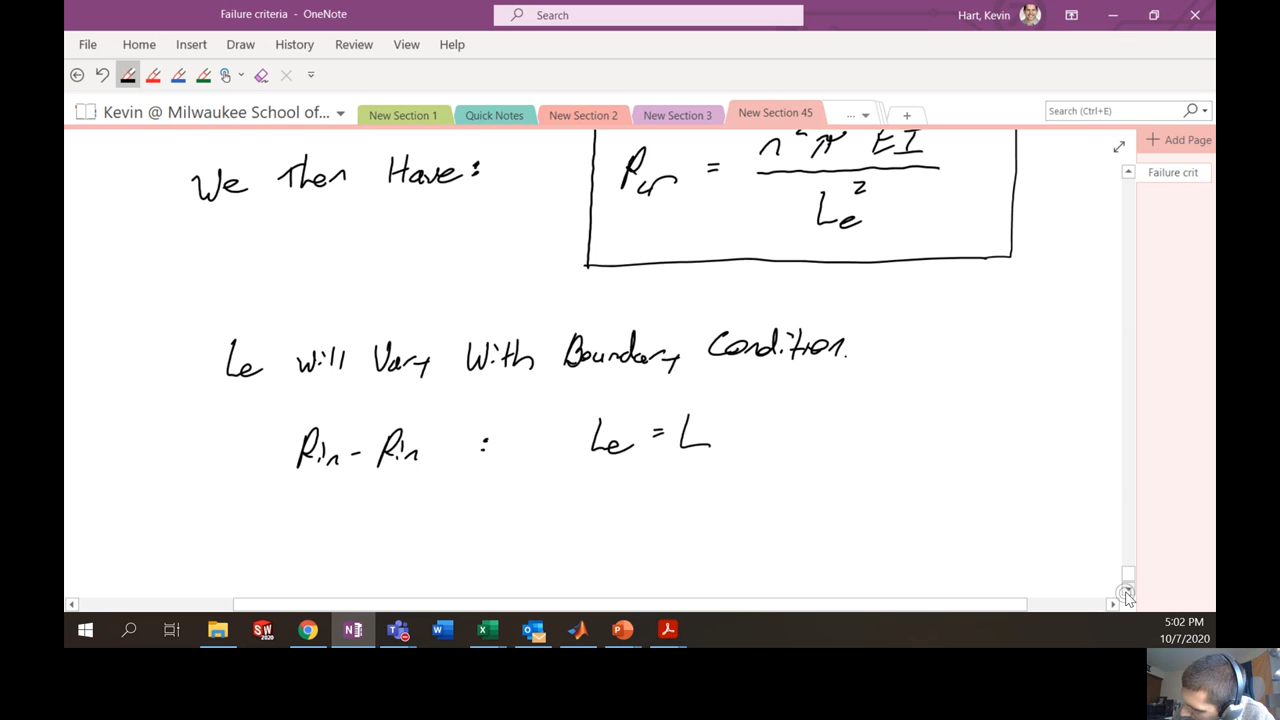 Failure criteria - OneNote
Search
Hart, Kevin
File Home Insert Draw History Review View Help
Kevin @ Milwaukee School of...
New Section 1
Quick Notes
New Section 2
New Section 3
New Section 45
...
Search (Ctrl+E)
Add Page
Failure crit
We Then Have:
Pcr = n² π² EI / Le²
Le will Vary With Boundary Condition.
Pin - Pin : Le = L
5:02 PM
10/7/2020